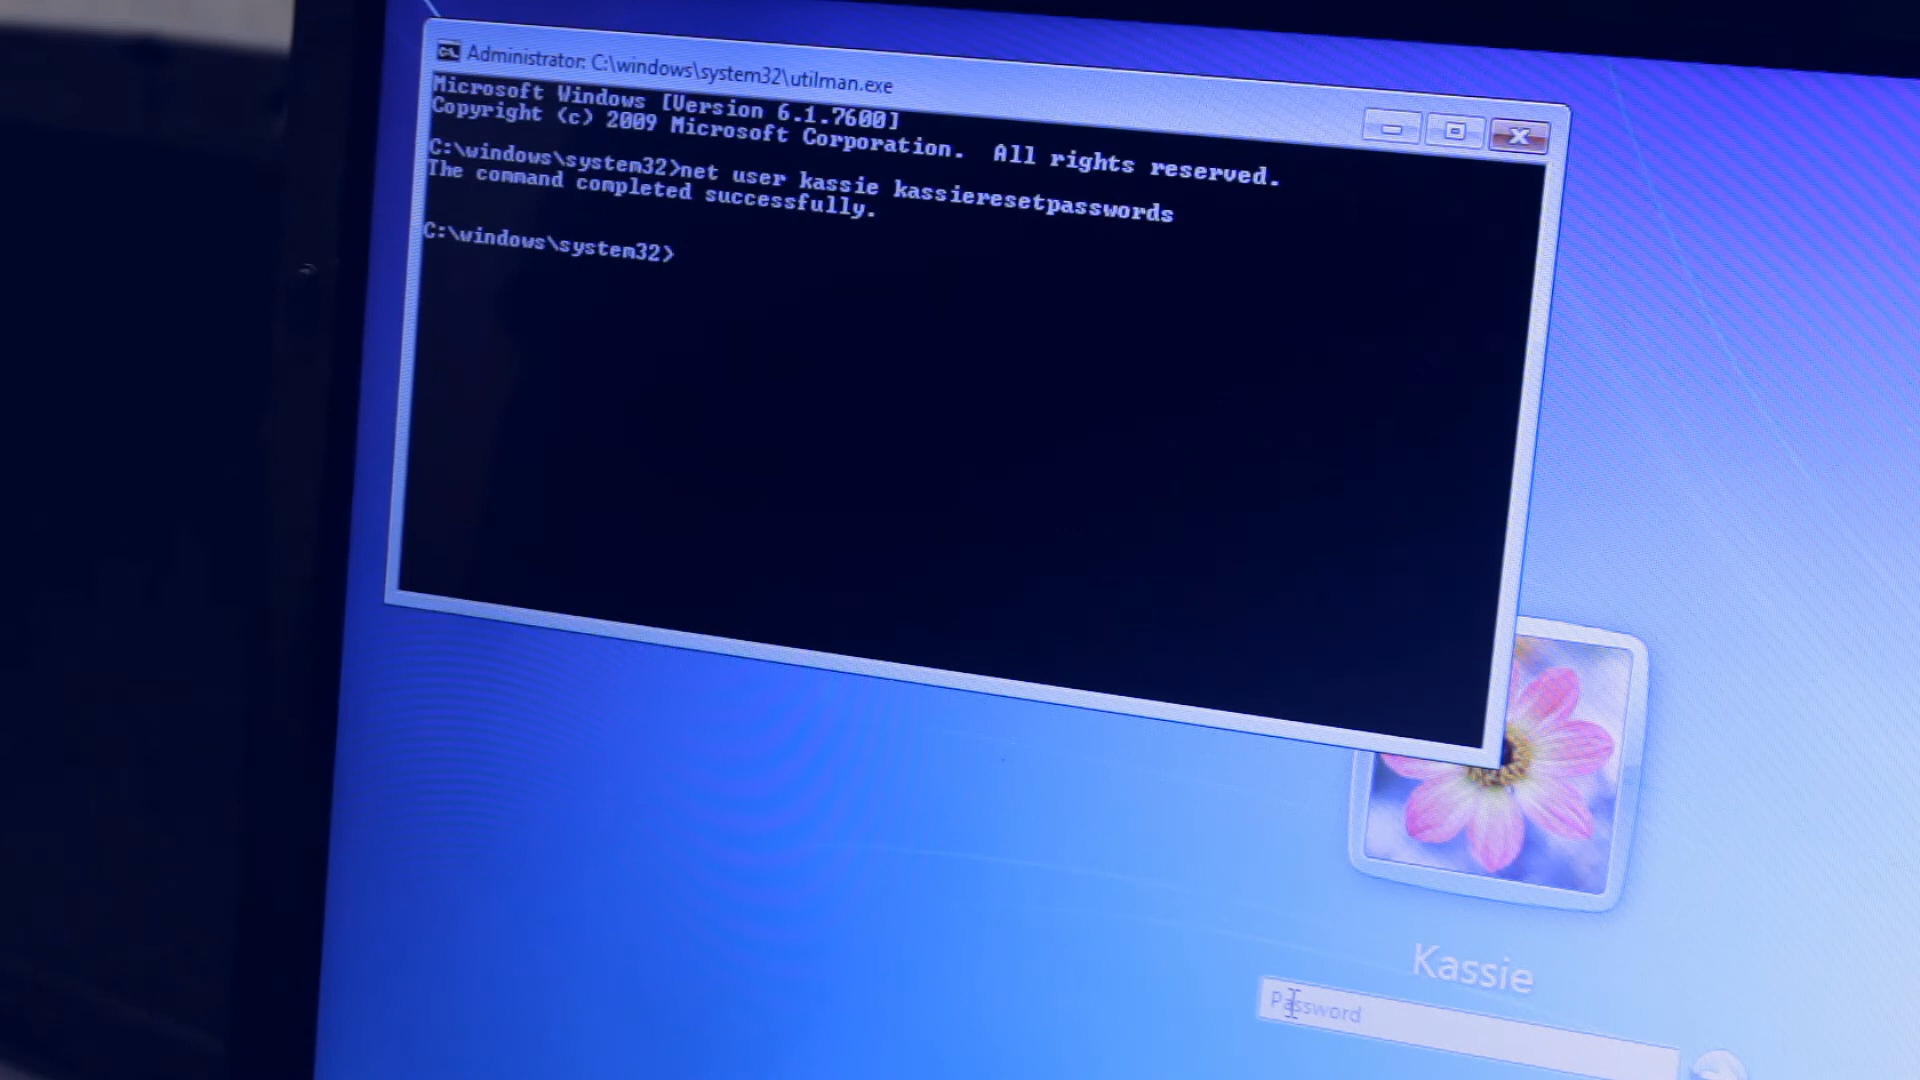 Administrator: C:\windows\system32\utilman.exe
Microsoft Windows [Version 6.1.7600]
Copyright (c) 2009 Microsoft Corporation.  All rights reserved.
C:\windows\system32>net user kassie kassieresetpasswords
The command completed successfully.
C:\windows\system32>
Kassie
Password